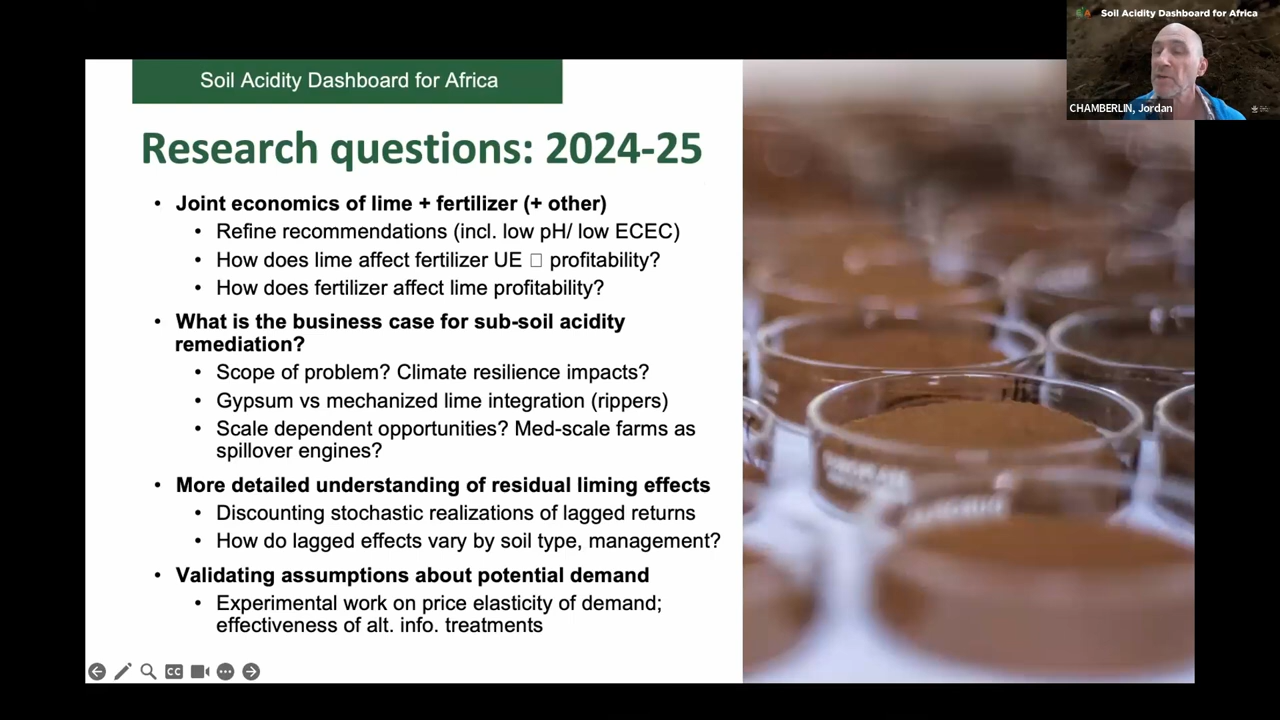 Soil Acidity Dashboard for Africa
CHAMBERLIN, Jordan
Soil Acidity Dashboard for Africa
Research questions: 2024-25
• Joint economics of lime + fertilizer (+ other)
• Refine recommendations (incl. low pH/ low ECEC)
• How does lime affect fertilizer UE □ profitability?
• How does fertilizer affect lime profitability?
• What is the business case for sub-soil acidity
remediation?
• Scope of problem? Climate resilience impacts?
• Gypsum vs mechanized lime integration (rippers)
• Scale dependent opportunities? Med-scale farms as
spillover engines?
• More detailed understanding of residual liming effects
• Discounting stochastic realizations of lagged returns
• How do lagged effects vary by soil type, management?
• Validating assumptions about potential demand
• Experimental work on price elasticity of demand;
effectiveness of alt. info. treatments
CC